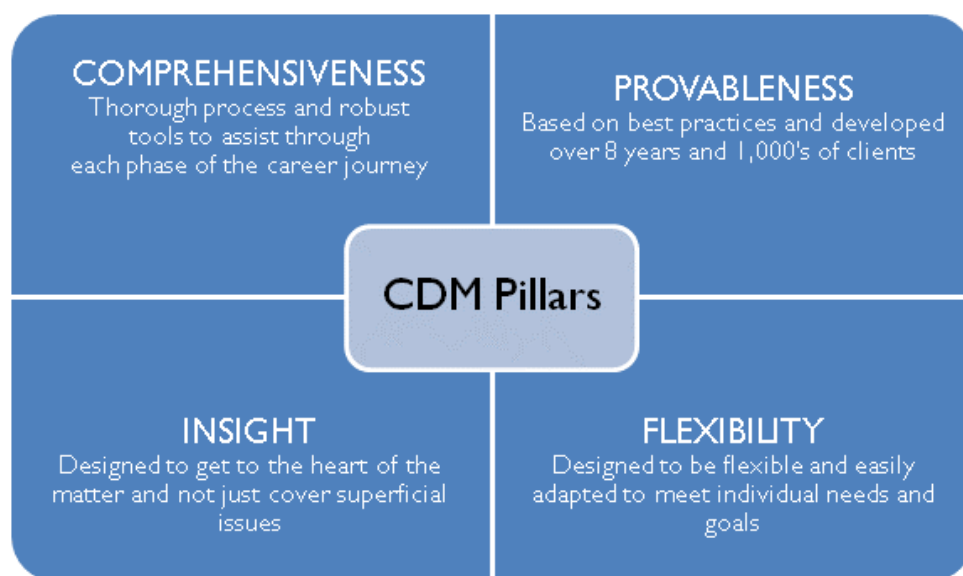 COMPREHENSIVENESS
Thorough process and robust
tools to assist through
each phase of the career journey
PROVABLENESS
Based on best practices and developed
over 8 years and 1,000's of clients
CDM Pillars
INSIGHT
Designed to get to the heart of the
matter and not just cover superficial
issues
FLEXIBILITY
Designed to be flexible and easily
adapted to meet individual needs and
goals